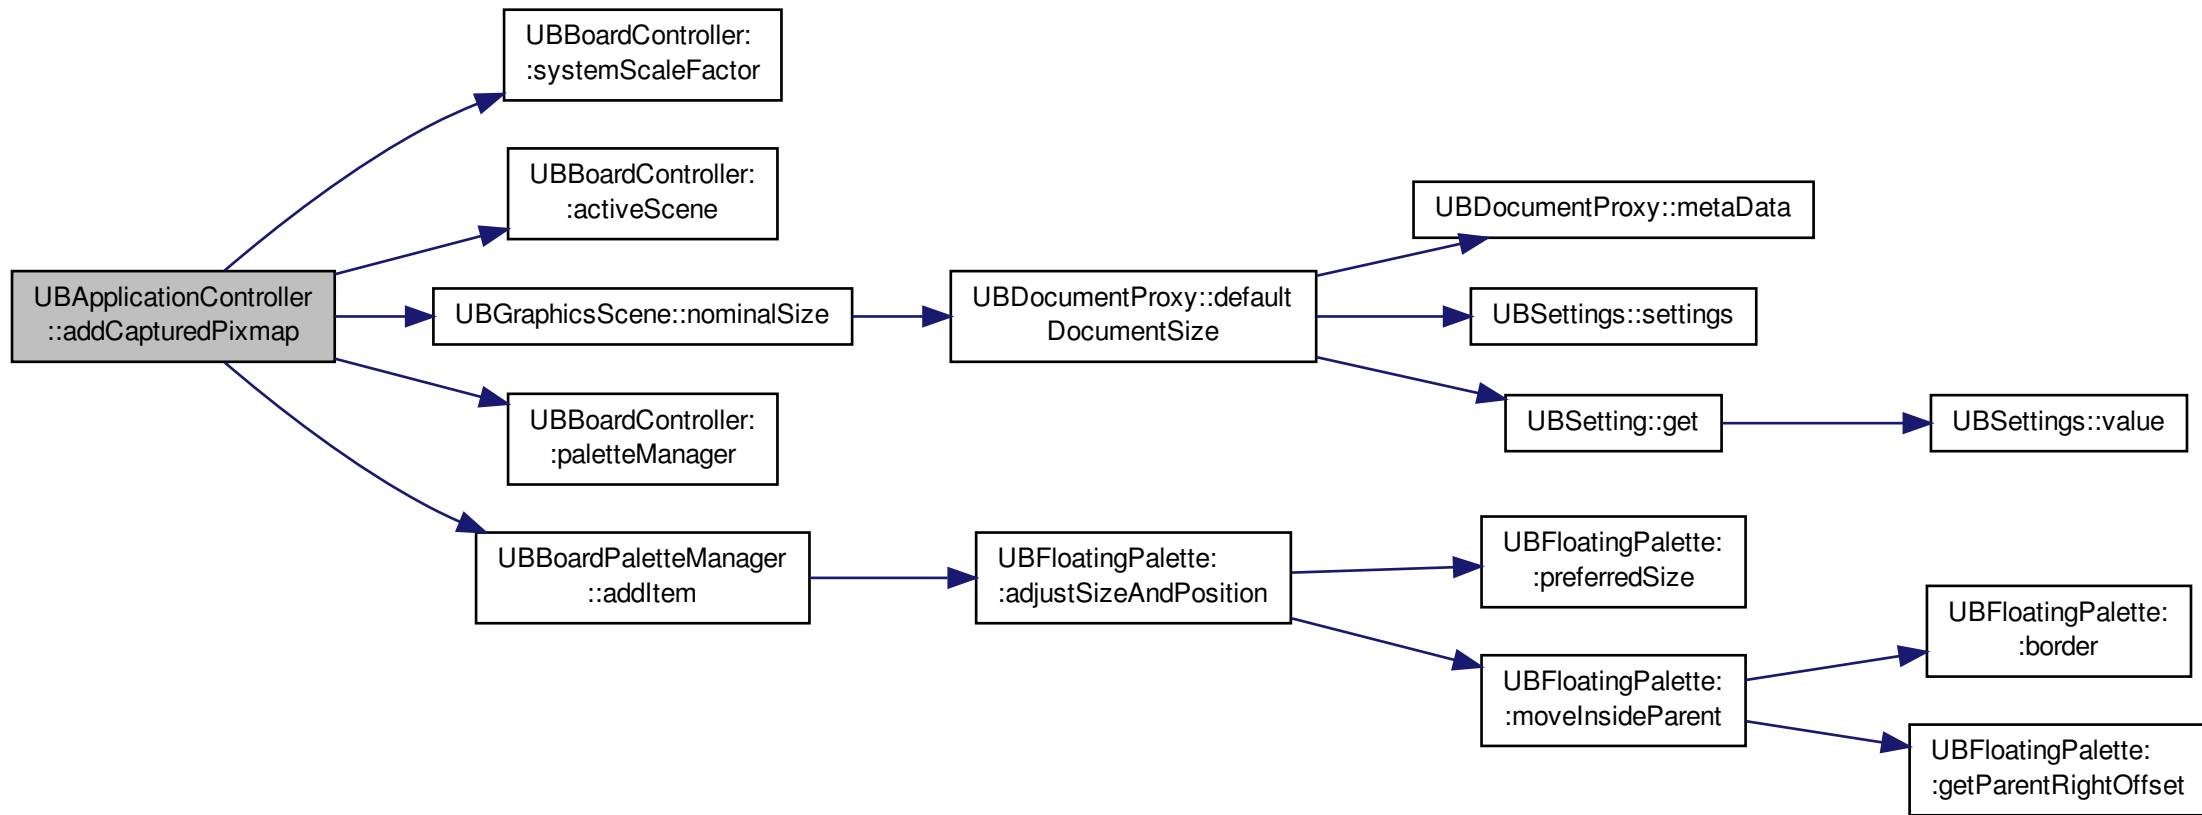 UBBoardController:
:systemScaleFactor
UBBoardController:
:activeScene
UBDocumentProxy::metaData
UBApplicationController
::addCapturedPixmap
UBGraphicsScene::nominalSize
UBDocumentProxy::default
DocumentSize
UBSettings::settings
UBBoardController:
:paletteManager
UBSetting::get
UBSettings::value
UBBoardPaletteManager
::addItem
UBFloatingPalette:
:adjustSizeAndPosition
UBFloatingPalette:
:preferredSize
UBFloatingPalette:
:moveInsideParent
UBFloatingPalette:
:border
UBFloatingPalette:
:getParentRightOffset